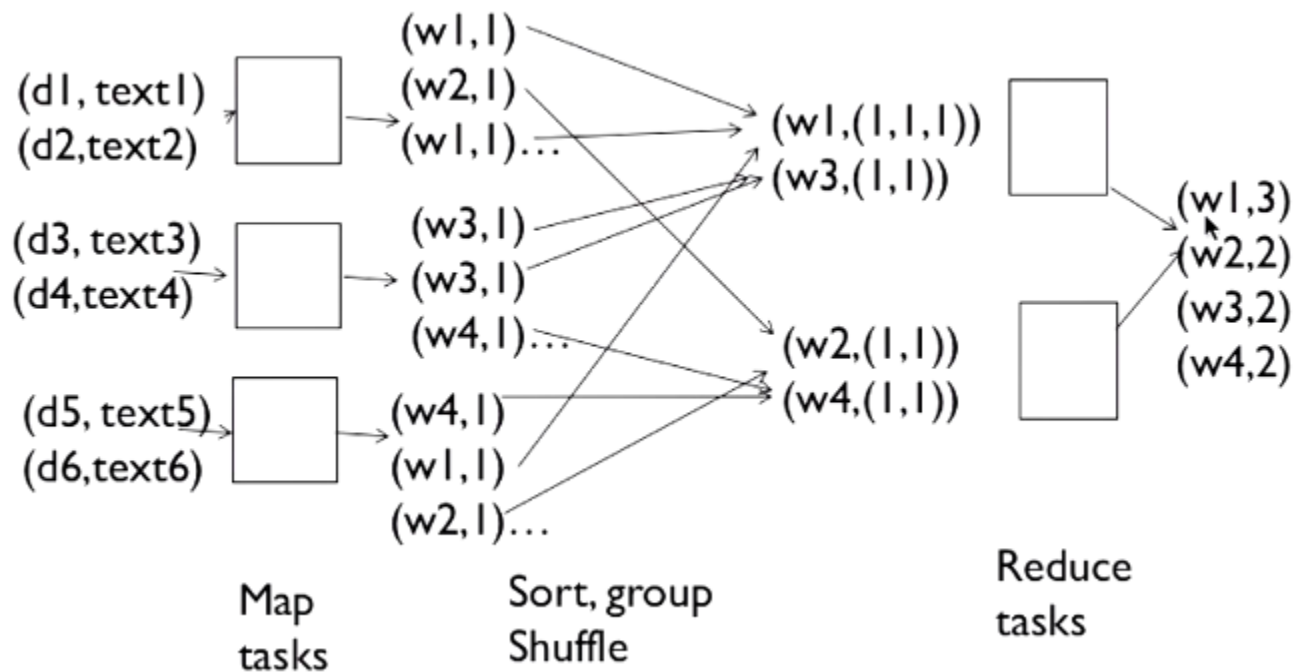 (d1, text1)
(d2,text2)
(d3, text3)
(d4,text4)
(d5, text5)
(d6,text6)
Map
tasks
(w1,1)
(w2,1)
(w1,1)...
(w3,1)
(w3,1)
(w4,1)...
(w4,1)
(w1,1)
(w2,1)...
Sort, group
Shuffle
(w1,(1,1,1))
(w3,(1,1))
(w2,(1,1))
(w4,(1,1))
Reduce
tasks
(w1,3)
(w2,2)
(w3,2)
(w4,2)